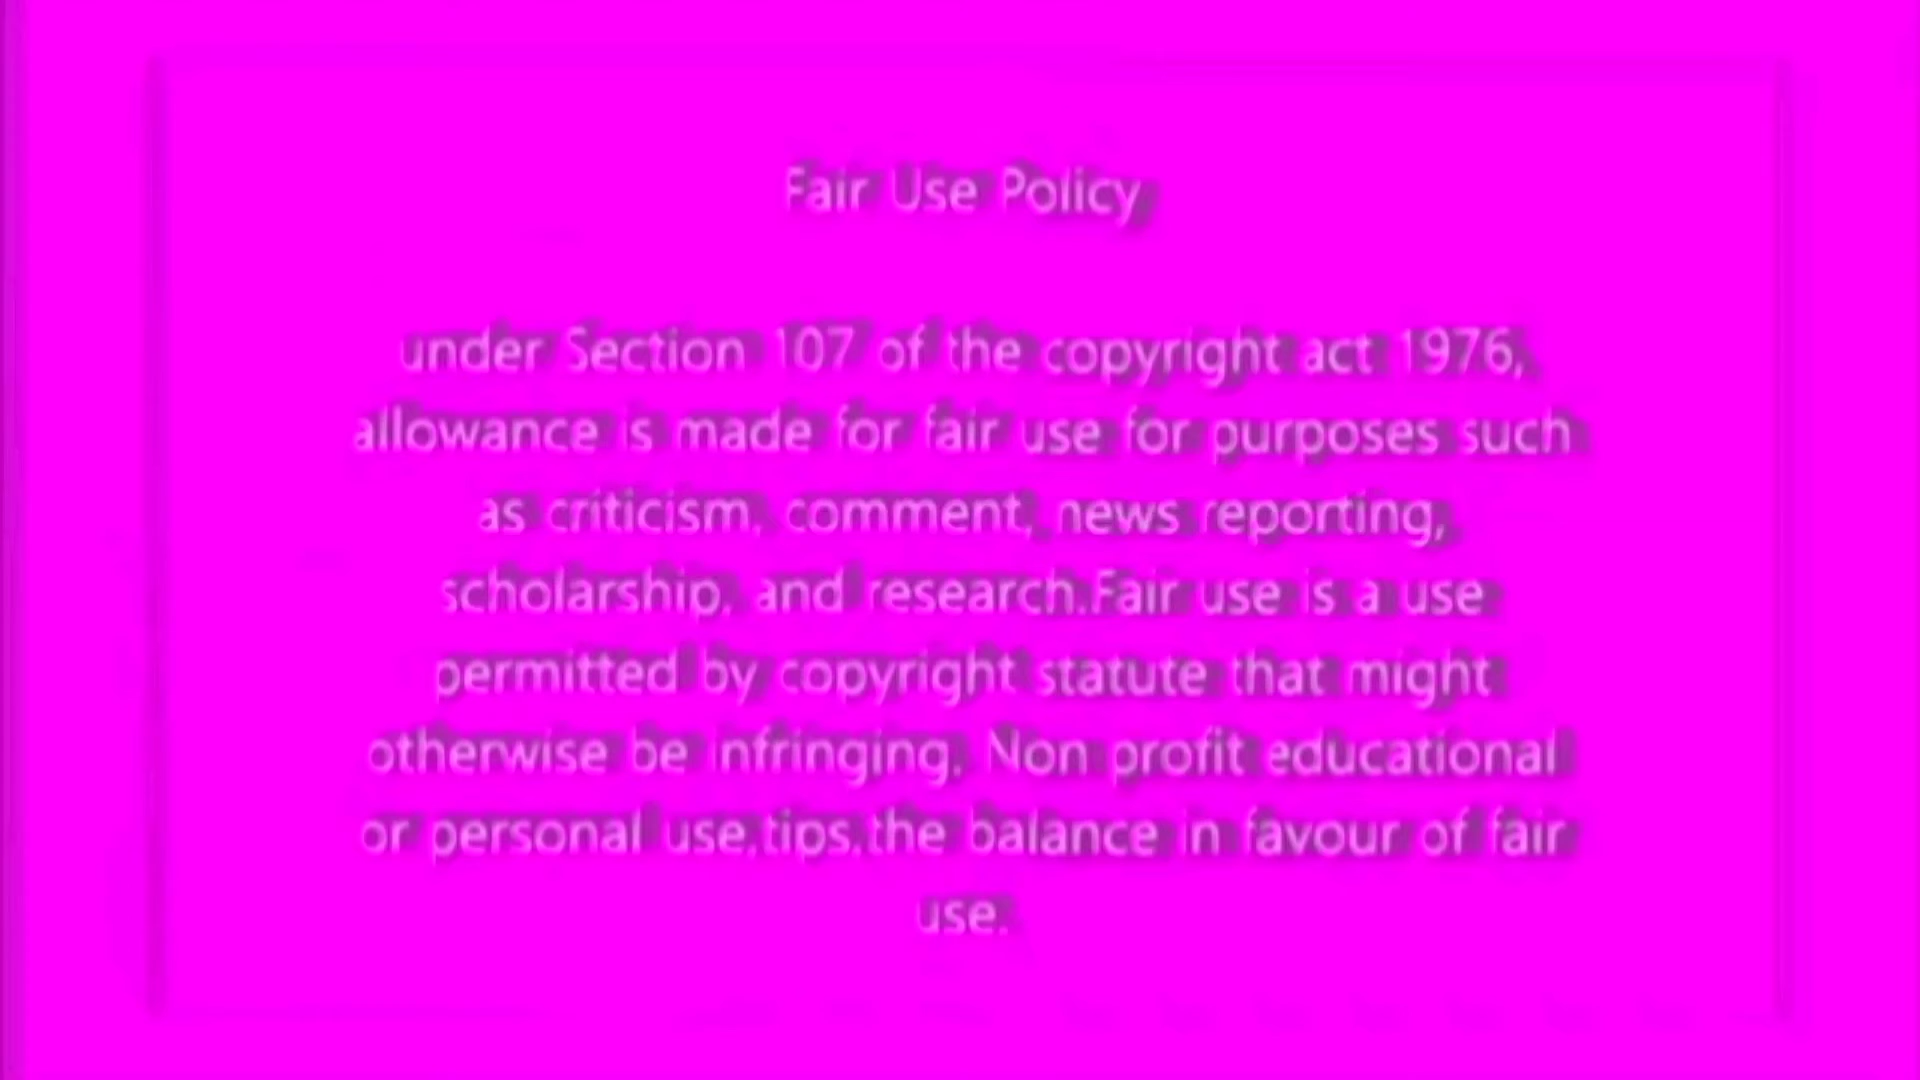 Fair Use Policy
under Section 107 of the copyright act 1976,
allowance is made for fair use for purposes such
as criticism, comment, news reporting,
scholarship, and research.Fair use is a use
permitted by copyright statute that might
otherwise be infringing. Non profit educational
or personal use,tips,the balance in favour of fair
use.